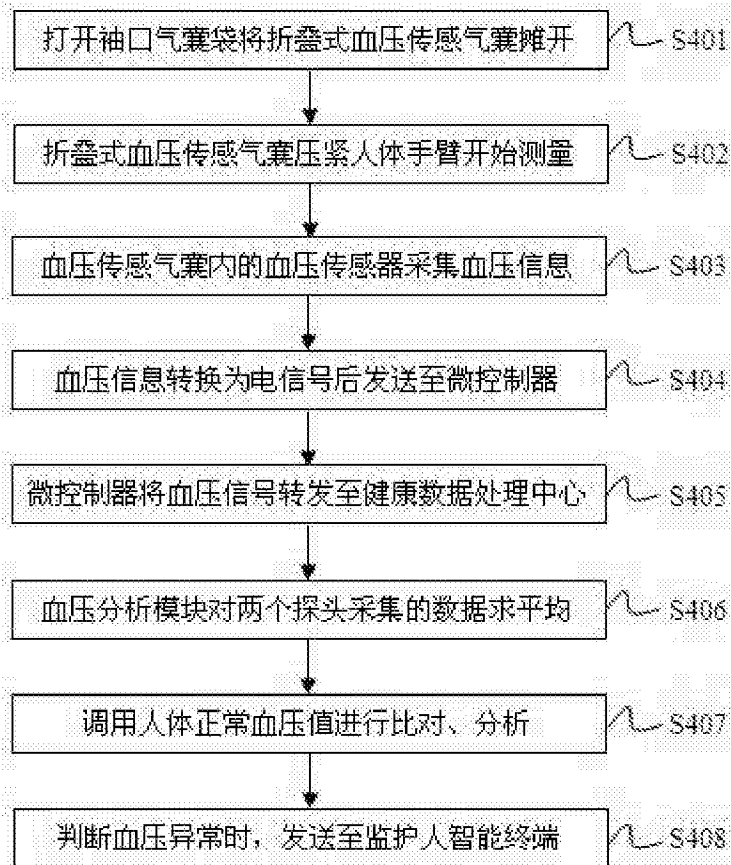 打开袖口气囊袋将折叠式血压传感气囊摊开 S401
折叠式血压传感气囊压紧人体手臂开始测量 S402
血压传感气囊内的血压传感器采集血压信息 S403
血压信息转换为电信号后发送至微控制器 S404
微控制器将血压信号转发至健康数据处理中心 S405
血压分析模块对两个探头采集的数据求平均 S406
调用人体正常血压值进行比对、分析 S407
判断血压异常时，发送至监护人智能终端 S408